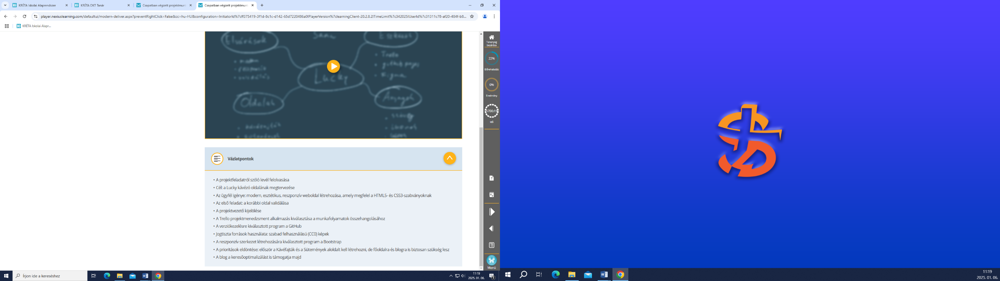 KRÉTA Iskolai Alaprendszer
KRÉTA DKT Tanár
Csapatban végzett projektmun
Csapatban végzett projektmun
player.nexiuslearning.com/defaultui/modern-deliver.aspx?preventRightClick=False&cc=hu-HU&configuration=InitiatorId%7cff375419-3f1d-8c1c-d142-65d7220486a0IPlayerVersion%7clearningClient-20.2.8.2ITimeLimit%7c342025IUserId%7c31311c78-af20-484f-b8...
KRÉTA Iskolai Alapr...
Elvárások
Eszközök
Trello
github pages
Figma
Lucky
Oldalak
Anyagok
Tananyag
bezárása
22%
Előrehaladás
0%
Eredmény
5700:19
Idő
Vázlatpontok
• A projektfeladatról szóló levél felolvasása
• Cél: a Lucky kávézó oldalának megtervezése
• Az ügyfél igénye: modern, esztétikus, reszponzív weboldal létrehozása, amely megfelel a HTML5- és CSS3-szabványoknak
• Az első feladat: a korábbi oldal validálása
• A projektvezető kijelölése
• A Trello projektmenedzsment alkalmazás kiválasztása a munkafolyamatok összehangolásához
• A verziókezelésre kiválasztott program a GitHub
• Jogtiszta források használata: szabad felhasználású (CC0) képek
• A reszponzív szerkezet létrehozására kiválasztott program a Bootstrap
• A prioritások eldöntése: először a Kávéfajták és a Sütemények aloldalt kell létrehozni, de főoldalra és blogra is biztosan szükség lesz
• A blog a keresőoptimalizálást is támogatja majd
Menü
Írjon ide a kereséshez
11:19
2025. 01. 06.
1
11:19
2025. 01. 06.